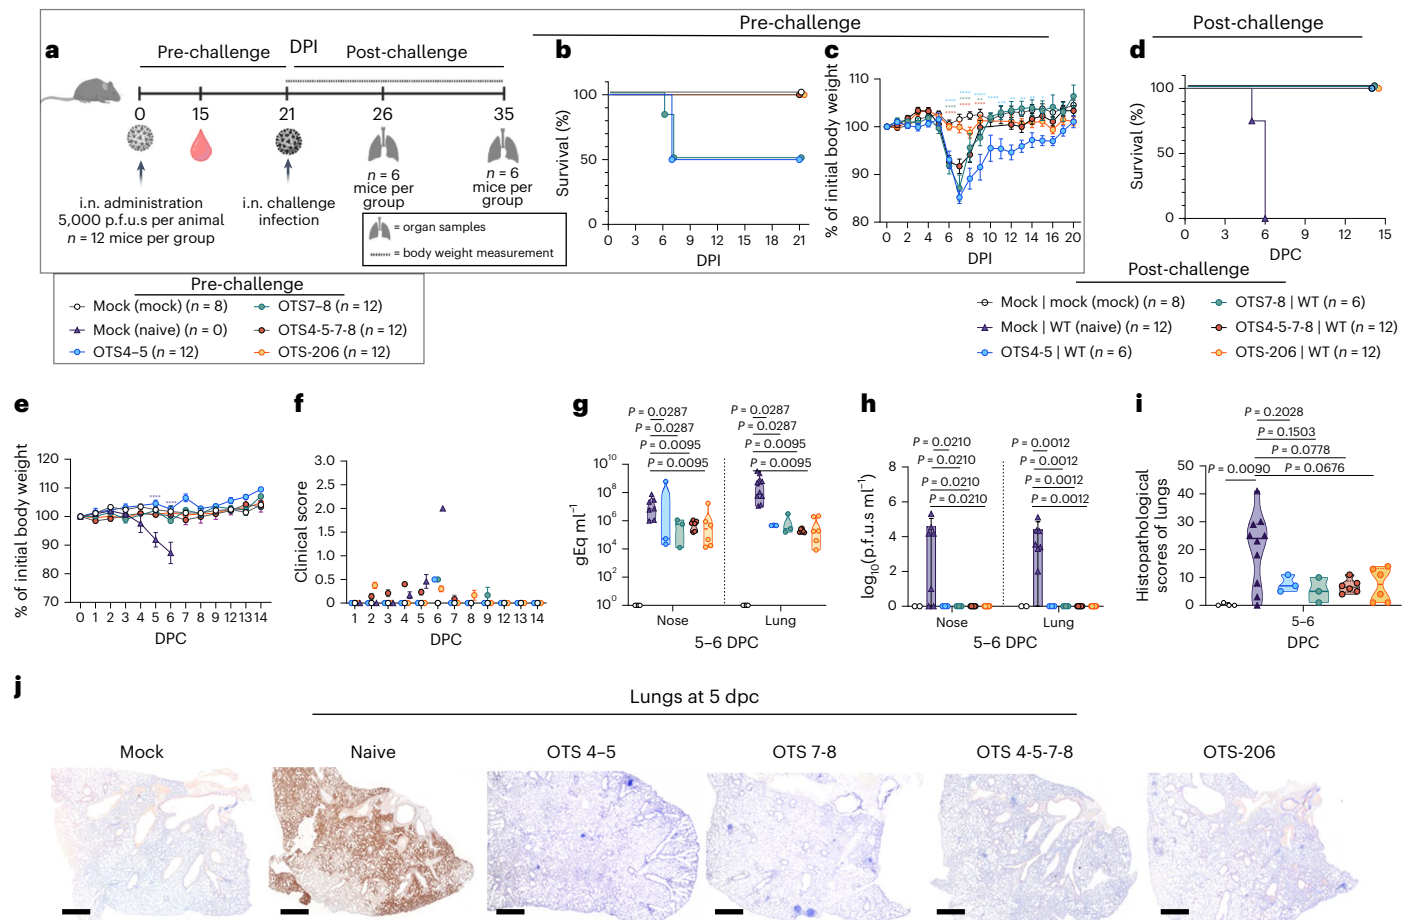 Pre-challenge
Post-challenge
a
Pre-challenge
DPI
Post-challenge
0
15
21
26
35
i.n. administration
5,000 p.f.u.s per animal
n = 12 mice per group
i.n. challenge
infection
n = 6
mice per
group
n = 6
mice per
group
= organ samples
= body weight measurement
b
Survival (%)
100
50
0
0 3 6 9 12 15 18 21
DPI
c
% of initial body weight
110
100
90
80
0 2 4 6 8 10 12 14 16 18 20
DPI
d
Survival (%)
100
50
0
0 3 6 9 12 15
DPC
Pre-challenge
Mock (mock) (n = 8)
Mock (naive) (n = 0)
OTS4–5 (n = 12)
OTS7–8 (n = 12)
OTS4-5-7-8 (n = 12)
OTS-206 (n = 12)
Post-challenge
Mock | mock (mock) (n = 8)
Mock | WT (naive) (n = 12)
OTS4-5 | WT (n = 6)
OTS7-8 | WT (n = 6)
OTS4-5-7-8 | WT (n = 12)
OTS-206 | WT (n = 12)
e
% of initial body weight
120
110
100
90
80
70
0 1 2 3 4 5 6 7 8 9 12 13 14
DPC
f
Clinical score
3.0
2.5
2.0
1.5
1.0
0.5
0
1 2 3 4 5 6 7 8 9 12 13 14
DPC
g
P = 0.0287
P = 0.0287
P = 0.0095
P = 0.0095
P = 0.0287
P = 0.0287
P = 0.0095
P = 0.0095
gEq ml⁻¹
10¹⁰
10⁸
10⁶
10⁴
10²
10⁰
Nose
Lung
5–6 DPC
h
P = 0.0210
P = 0.0210
P = 0.0210
P = 0.0210
P = 0.0012
P = 0.0012
P = 0.0012
P = 0.0012
log₁₀(p.f.u.s ml⁻¹)
8
6
4
2
0
Nose
Lung
5–6 DPC
i
P = 0.2028
P = 0.1503
P = 0.0778
P = 0.0090
P = 0.0676
Histopathological
scores of lungs
50
40
30
20
10
0
5–6
DPC
j
Lungs at 5 dpc
Mock
Naive
OTS 4–5
OTS 7-8
OTS 4-5-7-8
OTS-206